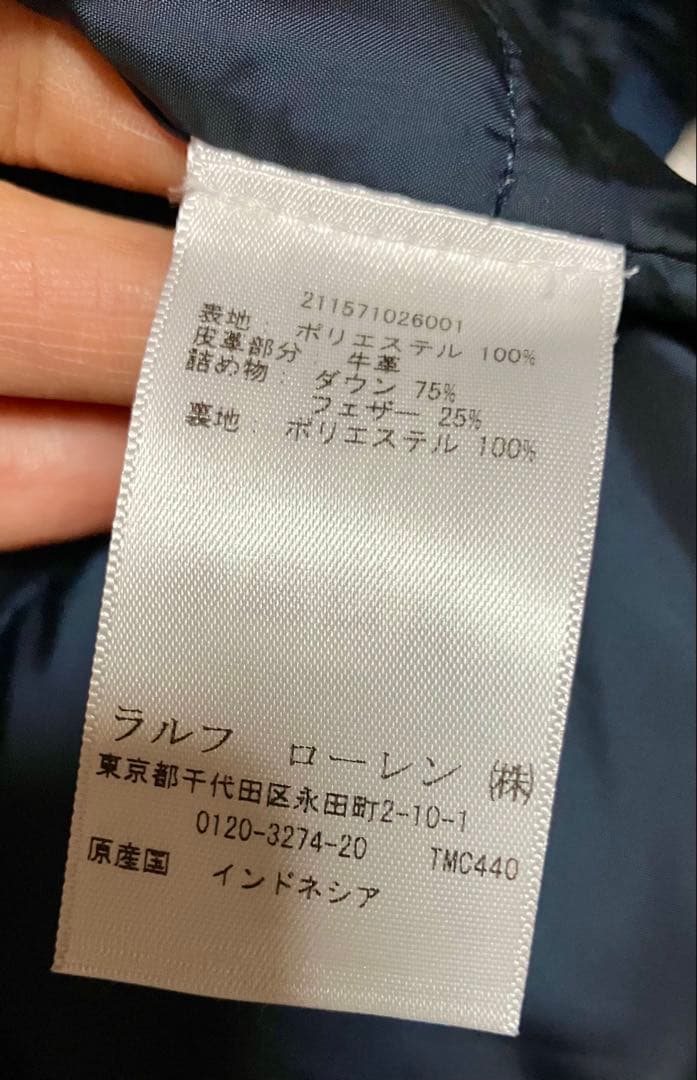 211571026001
表地: ポリエステル 100%
皮革部分: 牛革
詰め物: ダウン 75%
フェザー 25%
裏地: ポリエステル 100%
ラルフ ローレン ㈱
東京都千代田区永田町2-10-1
0120-3274-20 TMC440
原産国 インドネシア